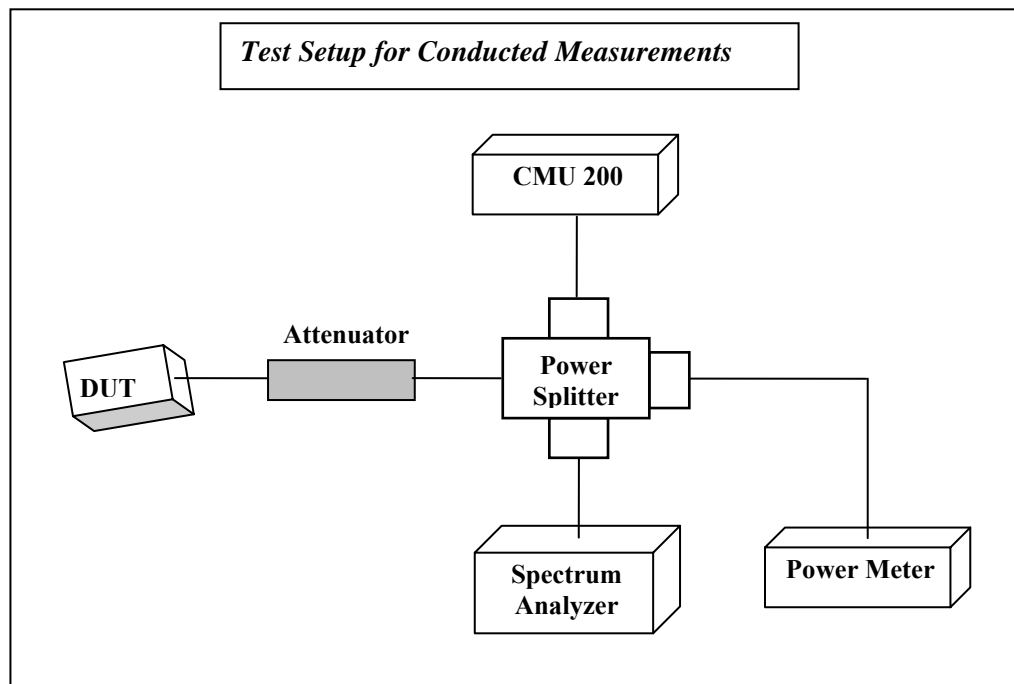 Test Setup for Conducted Measurements
CMU 200
Attenuator
DUT
Power
Splitter
Spectrum
Analyzer
Power Meter